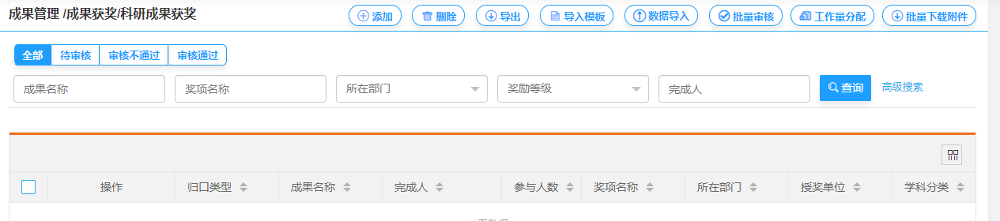 成果管理 /成果获奖/科研成果获奖
添加 删除 导出 导入模板 数据导入 批量审核 工作量分配 批量下载附件
全部 待审核 审核不通过 审核通过
成果名称 奖项名称 所在部门 奖励等级 完成人 查询 高级搜索
操作 归口类型 成果名称 完成人 参与人数 奖项名称 所在部门 授奖单位 学科分类